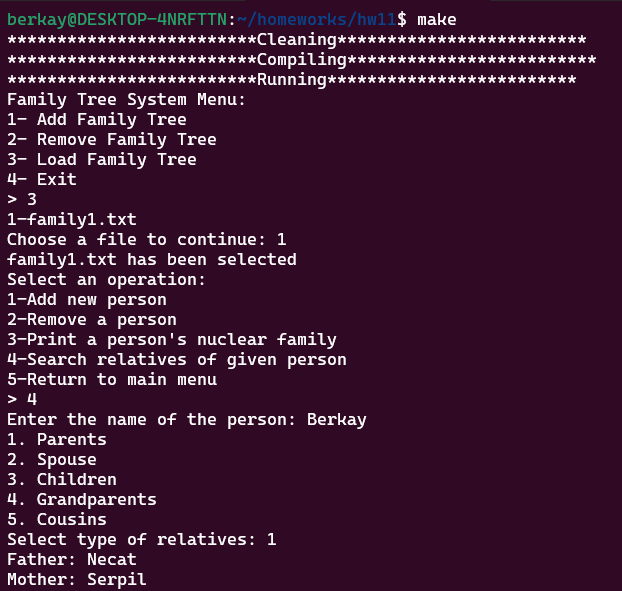 berkay@DESKTOP-4NRFTTN:~/homeworks/hw11$ make
*************************Cleaning*************************
*************************Compiling*************************
*************************Running*************************
Family Tree System Menu:
1- Add Family Tree
2- Remove Family Tree
3- Load Family Tree
4- Exit
> 3
1-family1.txt
Choose a file to continue: 1
family1.txt has been selected
Select an operation:
1-Add new person
2-Remove a person
3-Print a person's nuclear family
4-Search relatives of given person
5-Return to main menu
> 4
Enter the name of the person: Berkay
1. Parents
2. Spouse
3. Children
4. Grandparents
5. Cousins
Select type of relatives: 1
Father: Necat
Mother: Serpil